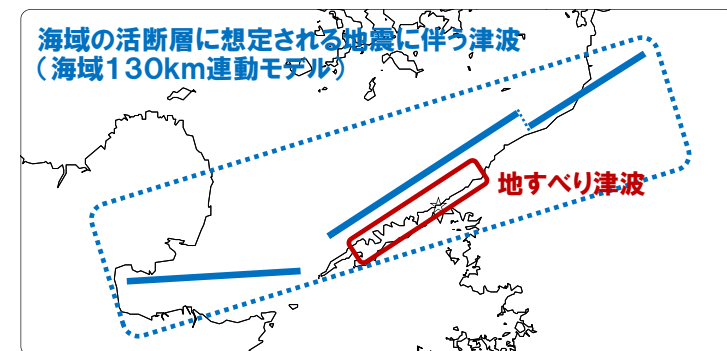 海域の活断層に想定される地震に伴う津波
（海域130km連動モデル）
地すべり津波